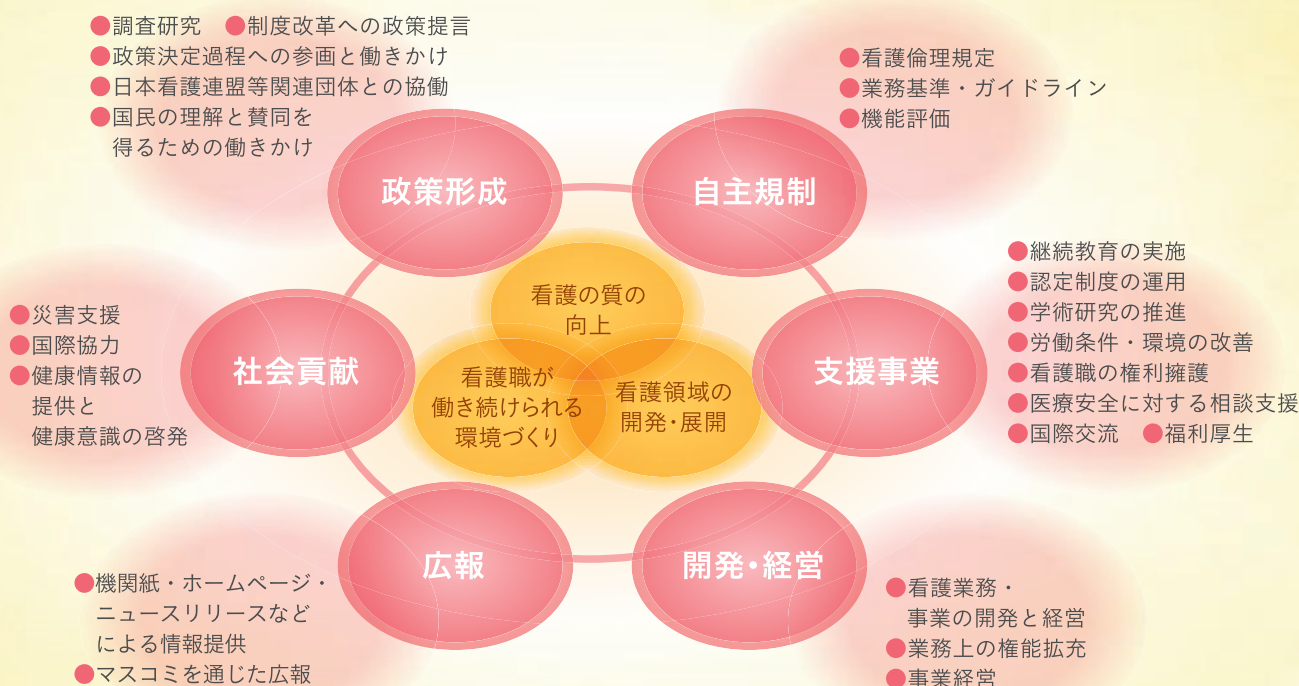 ●調査研究　●制度改革への政策提言
●政策決定過程への参画と働きかけ
●日本看護連盟等関連団体との協働
●国民の理解と賛同を
得るための働きかけ
政策形成
●看護倫理規定
●業務基準・ガイドライン
●機能評価
自主規制
●災害支援
●国際協力
●健康情報の
提供と
健康意識の啓発
社会貢献
看護の質の
向上
看護職が
働き続けられる
環境づくり
看護領域の
開発・展開
支援事業
●継続教育の実施
●認定制度の運用
●学術研究の推進
●労働条件・環境の改善
●看護職の権利擁護
●医療安全に対する相談支援
●国際交流　●福利厚生
広報
●機関紙・ホームページ・
ニュースリリースなど
による情報提供
●マスコミを通じた広報
開発・経営
●看護業務・
事業の開発と経営
●業務上の権能拡充
●事業経営